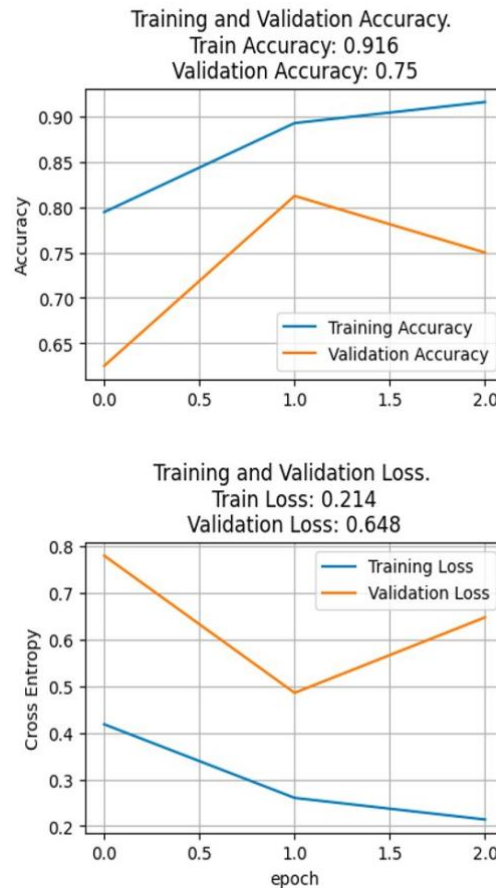 Training and Validation Accuracy.
Train Accuracy: 0.916
Validation Accuracy: 0.75
0.90
0.85
0.80
0.75
0.70
0.65
Accuracy
Training Accuracy
Validation Accuracy
0.0 0.5 1.0 1.5 2.0
Training and Validation Loss.
Train Loss: 0.214
Validation Loss: 0.648
0.8
0.7
0.6
0.5
0.4
0.3
0.2
Cross Entropy
Training Loss
Validation Loss
0.0 0.5 1.0 1.5 2.0
epoch